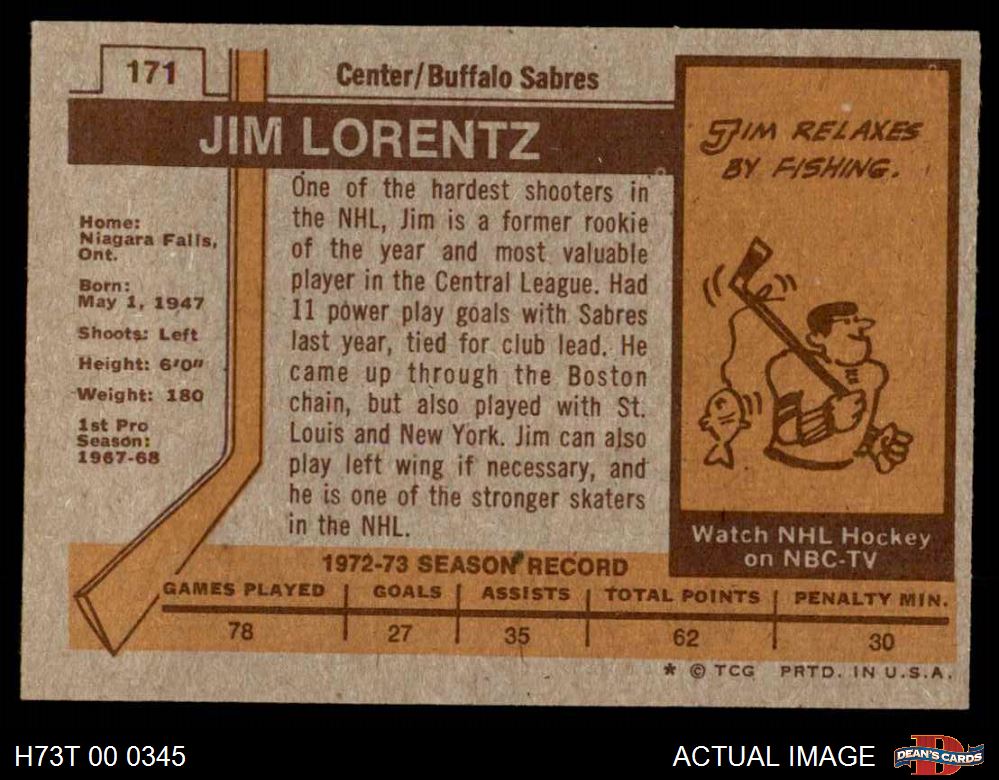 171
Center/Buffalo Sabres
JIM LORENTZ
Home:
Niagara Falls,
Ont.
Born:
May 1, 1947
Shoots: Left
Height: 6'0"
Weight: 180
1st Pro
Season:
1967-68
One of the hardest shooters in
the NHL, Jim is a former rookie
of the year and most valuable
player in the Central League. Had
11 power play goals with Sabres
last year, tied for club lead. He
came up through the Boston
chain, but also played with St.
Louis and New York. Jim can also
play left wing if necessary, and
he is one of the stronger skaters
in the NHL.
JIM RELAXES
BY FISHING.
Watch NHL Hockey
on NBC-TV
1972-73 SEASON RECORD
GAMES PLAYED GOALS ASSISTS TOTAL POINTS PENALTY MIN.
78 27 35 62 30
* © TCG PRTD. IN U.S.A.
H73T 00 0345
ACTUAL IMAGE
D
DEAN'S CARDS